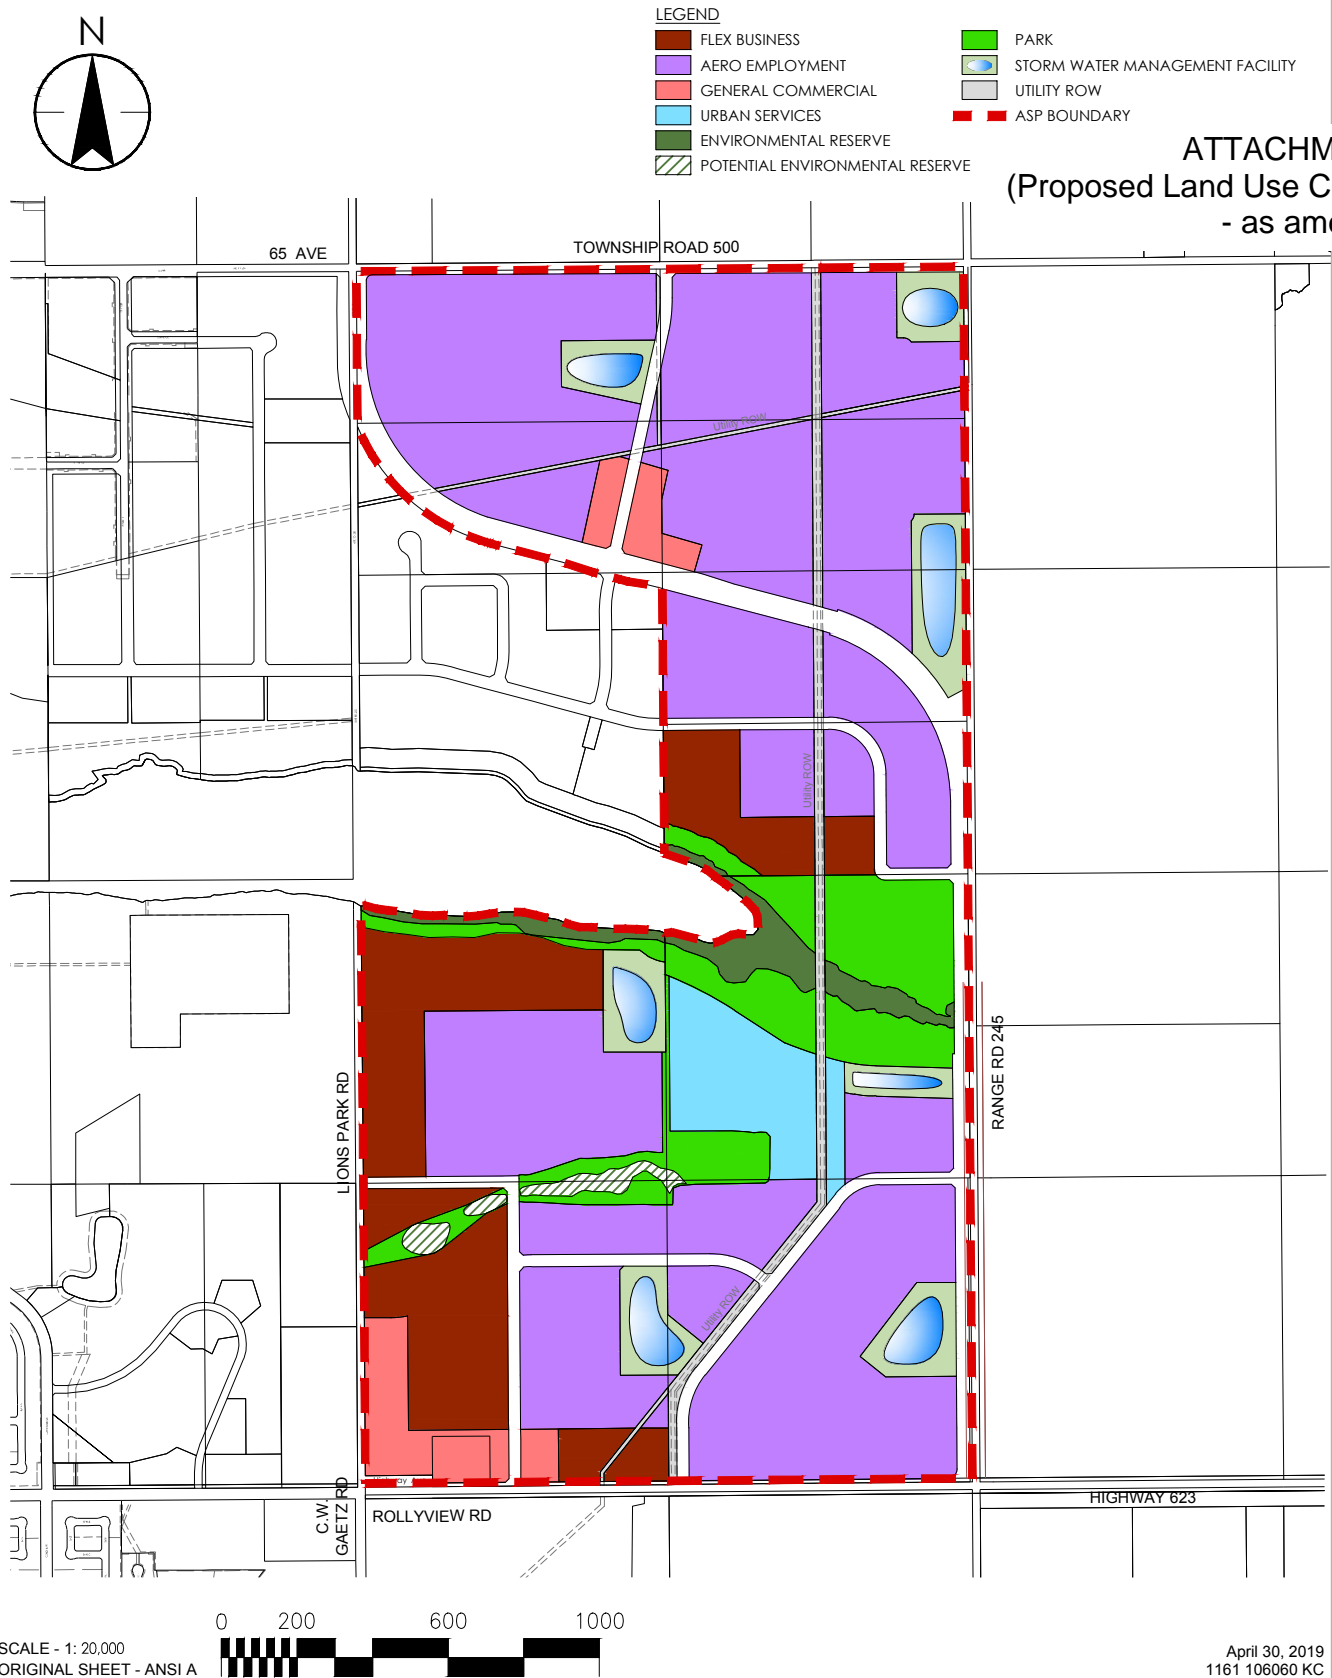 N
LEGEND
FLEX BUSINESS
AERO EMPLOYMENT
GENERAL COMMERCIAL
URBAN SERVICES
ENVIRONMENTAL RESERVE
POTENTIAL ENVIRONMENTAL RESERVE
PARK
STORM WATER MANAGEMENT FACILITY
UTILITY ROW
ASP BOUNDARY
ATTACHM
(Proposed Land Use C
- as ame
65 AVE
TOWNSHIP ROAD 500
Utility ROW
Utility ROW
RANGE RD 245
LIONS PARK RD
Utility ROW
C.W. GAETZ RD
ROLLYVIEW RD
HIGHWAY 623
0 200 600 1000
SCALE - 1: 20,000
ORIGINAL SHEET - ANSI A
April 30, 2019
1161 106060 KC